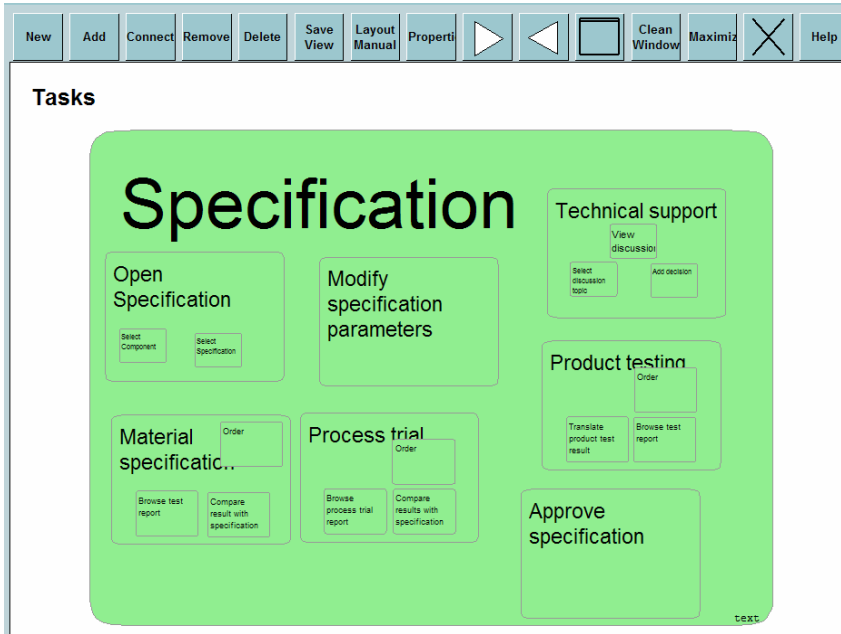 New Add Connect Remove Delete Save View Layout Manual Properti Clean Window Maximiz Help
Tasks
Specification
Technical support
View
discussion
Select
discussion
topic
Add decision
Open
Specification
Select
Component
Select
Specification
Modify
specification
parameters
Product testing
Order
Translate
product test
result
Browse test
report
Material
specification
Order
Browse test
report
Compare
result with
specification
Process trial
Order
Browse
process trial
report
Compare
results with
specification
Approve
specification
text